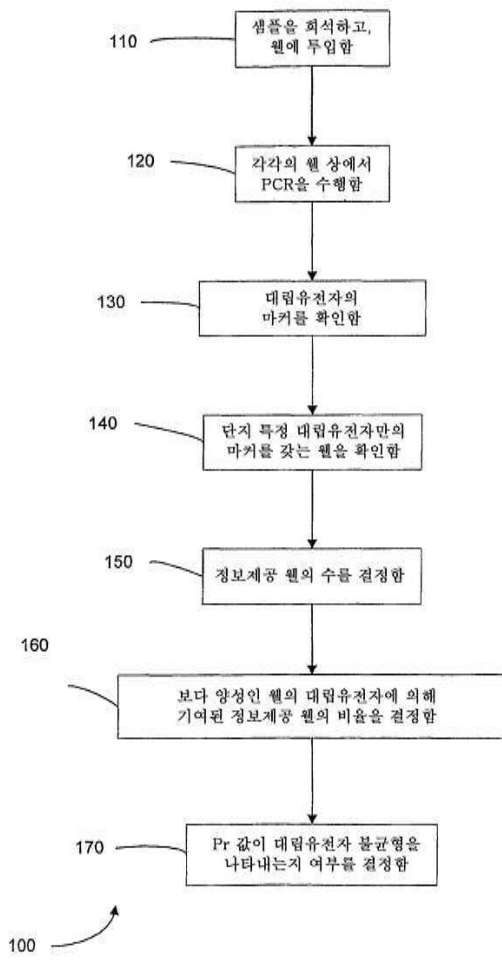 110
샘플을 희석하고,
웰에 투입함
120
각각의 웰 상에서
PCR을 수행함
130
대립유전자의
마커를 확인함
140
단지 특정 대립유전자만의
마커를 갖는 웰을 확인함
150
정보제공 웰의 수를 결정함
160
보다 양성인 웰의 대립유전자에 의해
기여된 정보제공 웰의 비율을 결정함
170
Pr 값이 대립유전자 불균형을
나타내는지 여부를 결정함
100